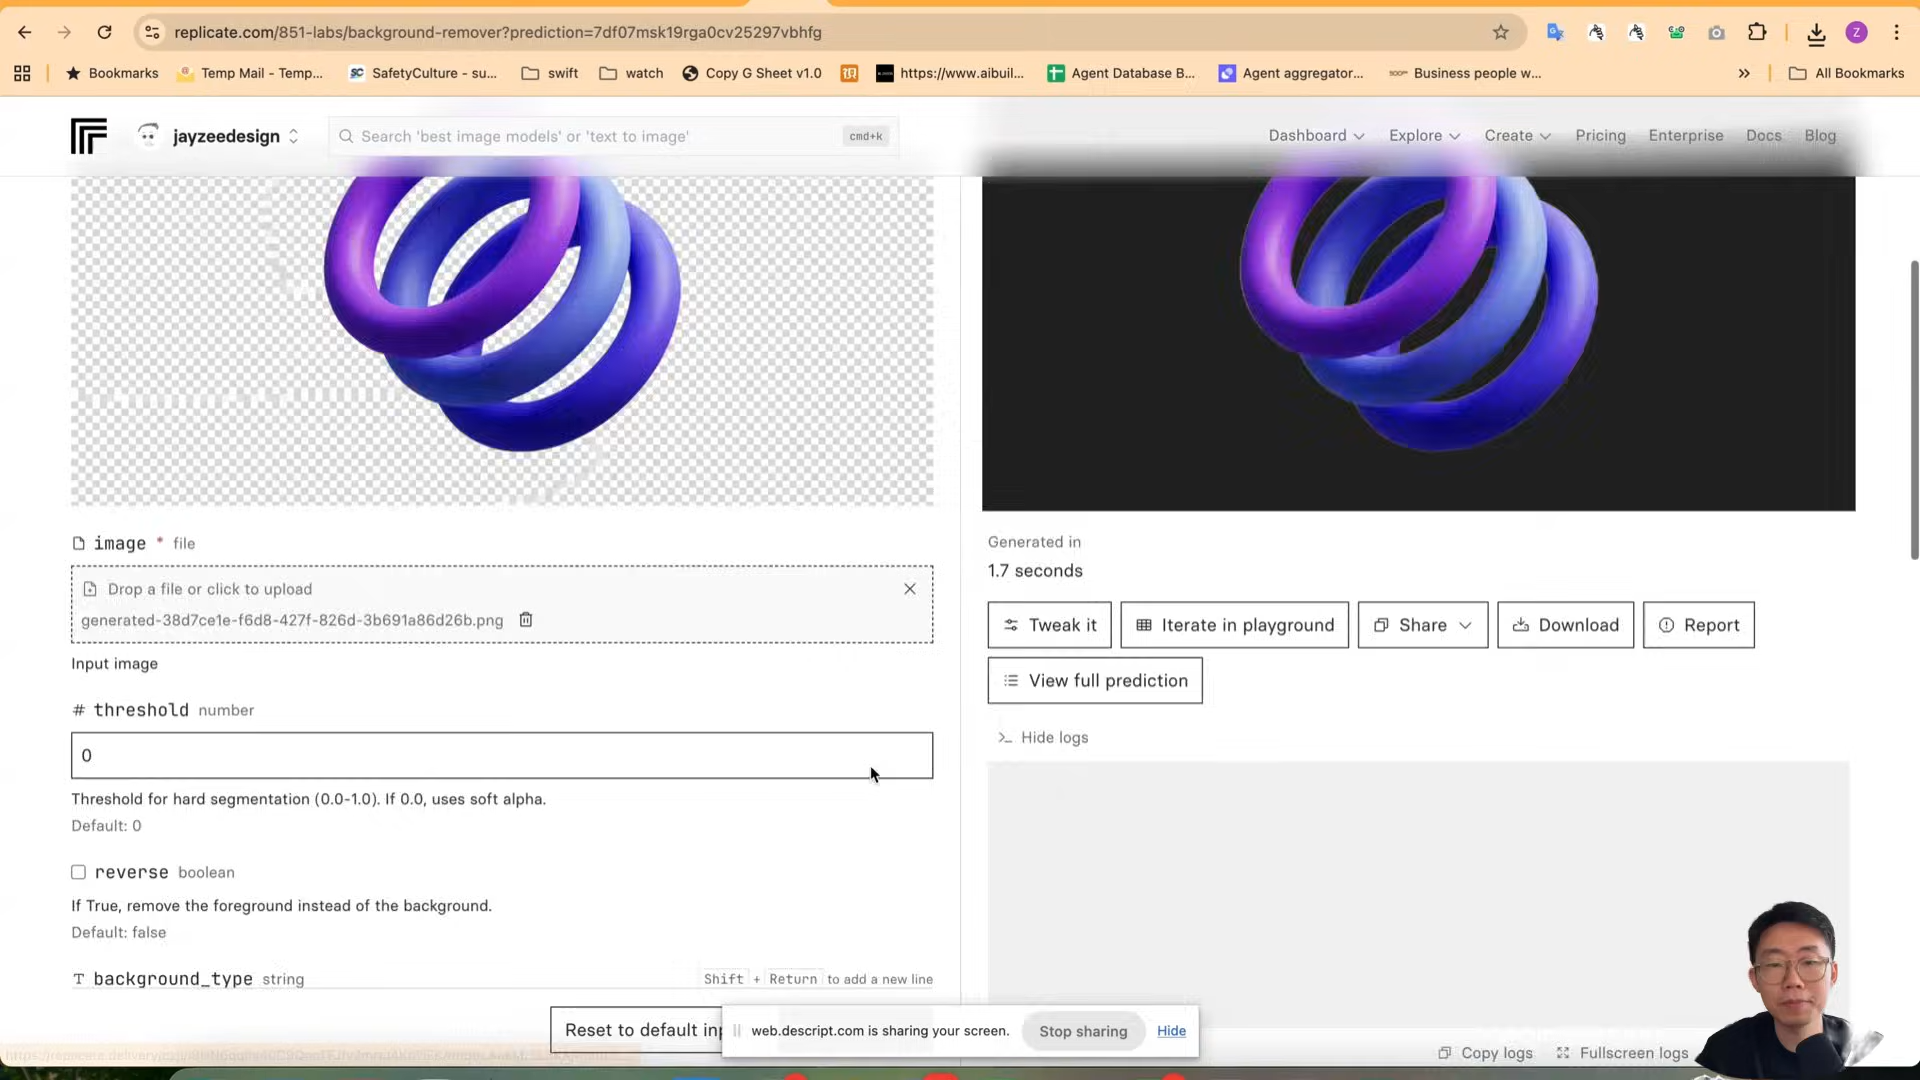 replicate.com/851-labs/background-remover?prediction=7df07msk19rga0cv25297vbhfg
Z
Bookmarks
Temp Mail - Temp...
SafetyCulture - su...
swift
watch
Copy G Sheet v1.0
https://www.aibuil...
Agent Database B...
Agent aggregator...
Business people w...
All Bookmarks
jayzeedesign
Search 'best image models' or 'text to image'
cmd+k
Dashboard
Explore
Create
Pricing
Enterprise
Docs
Blog
image * file
Drop a file or click to upload
generated-38d7ce1e-f6d8-427f-826d-3b691a86d26b.png
Input image
# threshold number
0
Threshold for hard segmentation (0.0-1.0). If 0.0, uses soft alpha.
Default: 0
reverse boolean
If True, remove the foreground instead of the background.
Default: false
T background_type string
Shift + Return to add a new line
Reset to default inp
Generated in
1.7 seconds
Tweak it
Iterate in playground
Share
Download
Report
View full prediction
Hide logs
web.descript.com is sharing your screen.
Stop sharing
Hide
Copy logs
Fullscreen logs